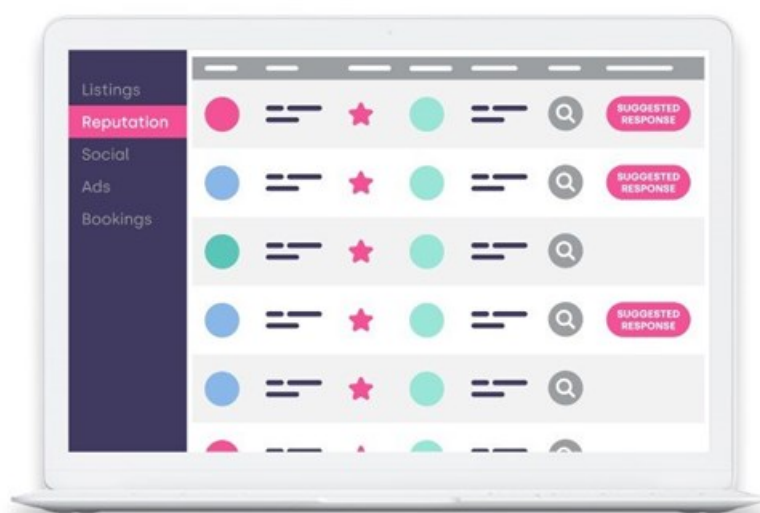 Listings
Reputation
Social
Ads
Bookings
SUGGESTED
RESPONSE
SUGGESTED
RESPONSE
SUGGESTED
RESPONSE